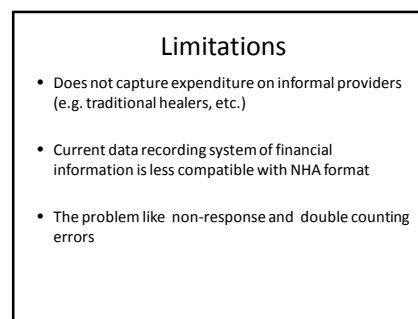 Limitations
• Does not capture expenditure on informal providers
(e.g. traditional healers, etc.)
• Current data recording system of financial
information is less compatible with NHA format
• The problem like non-response and double counting
errors